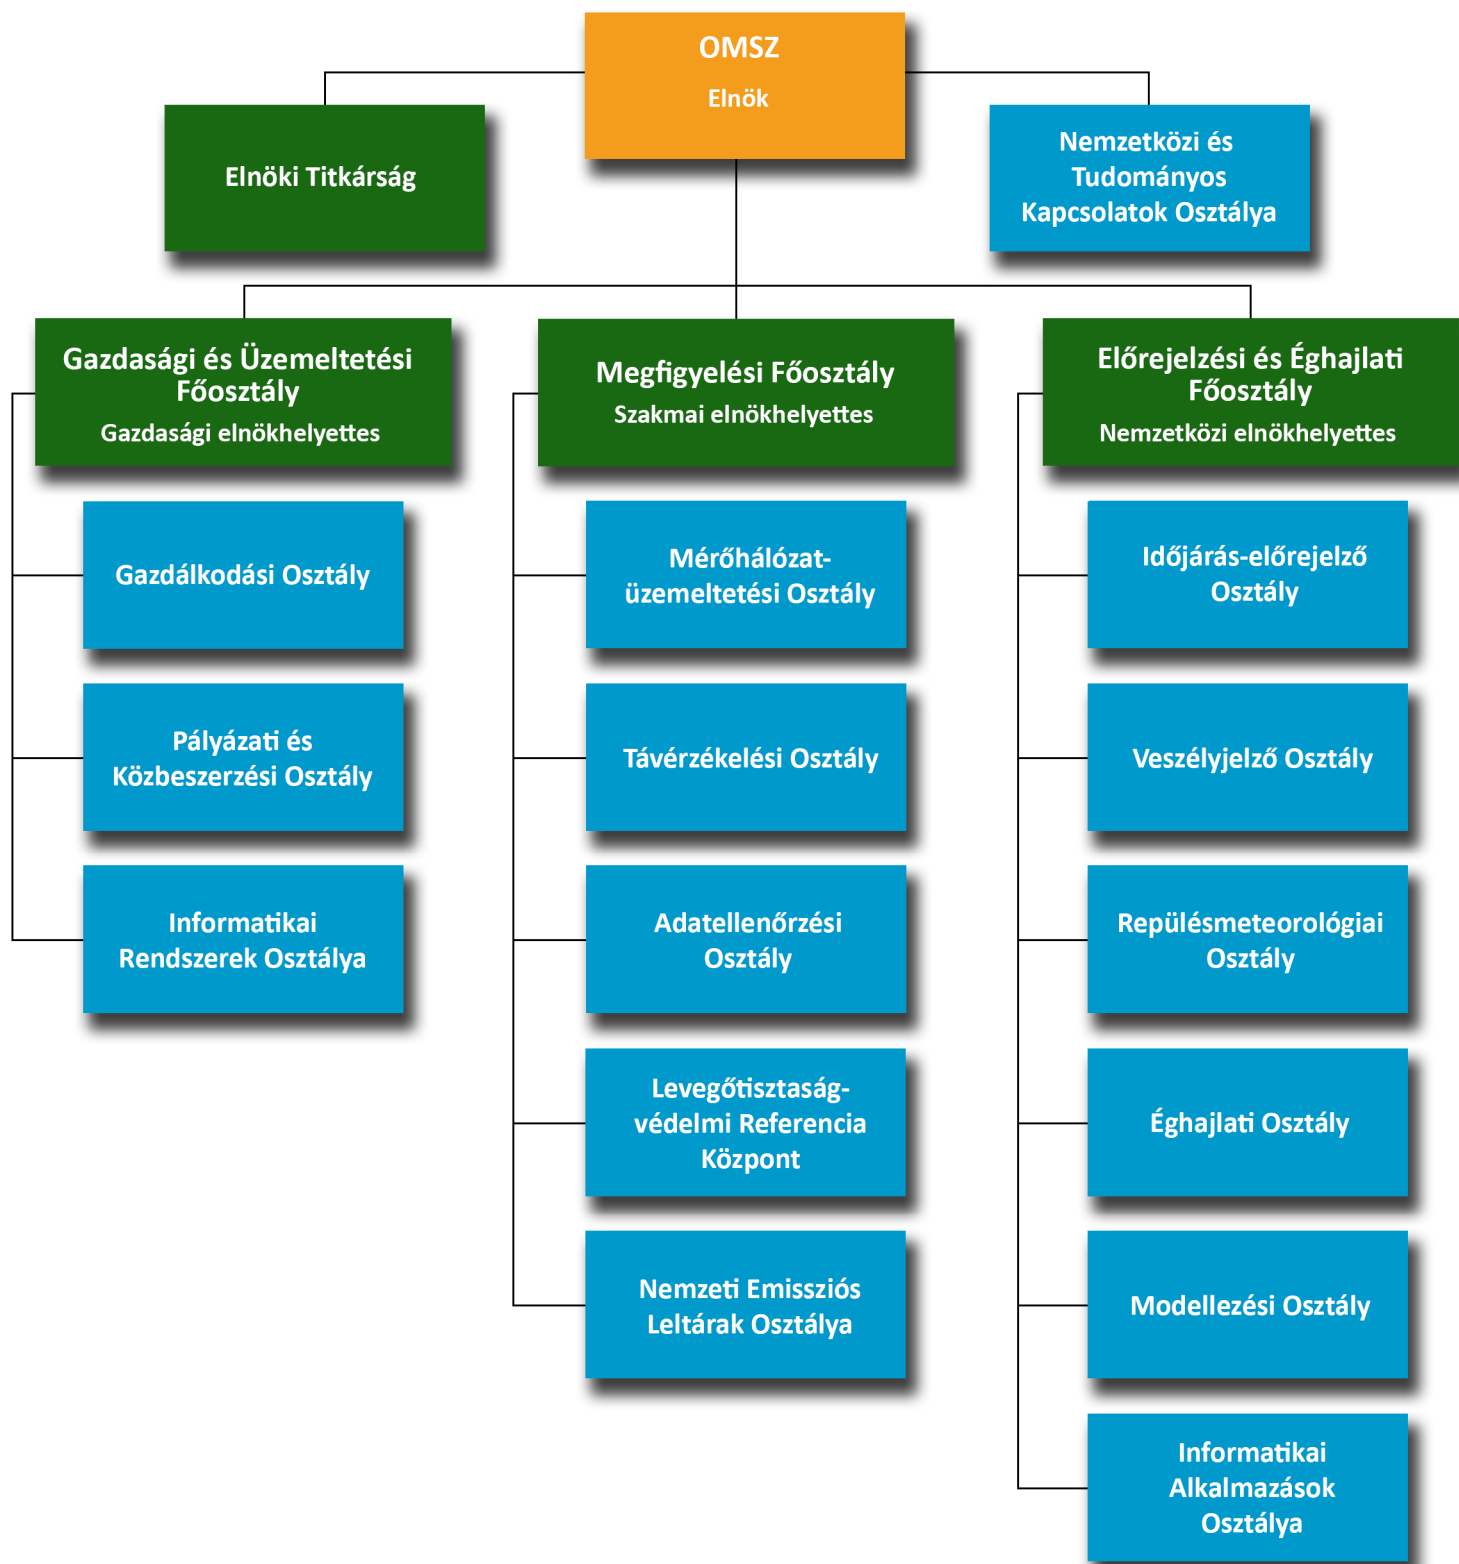 OMSZ
Elnök
Elnöki Titkárság
Nemzetközi és
Tudományos
Kapcsolatok Osztálya
Gazdasági és Üzemeltetési
Főosztály
Gazdasági elnökhelyettes
Megfigyelési Főosztály
Szakmai elnökhelyettes
Előrejelzési és Éghajlati
Főosztály
Nemzetközi elnökhelyettes
Gazdálkodási Osztály
Pályázati és
Közbeszerzési Osztály
Informatikai
Rendszerek Osztálya
Mérőhálózat-
üzemeltetési Osztály
Távérzékelési Osztály
Adatellenőrzési
Osztály
Levegőtisztaság-
védelmi Referencia
Központ
Nemzeti Emissziós
Leltárak Osztálya
Időjárás-előrejelző
Osztály
Veszélyjelző Osztály
Repülésmeteorológiai
Osztály
Éghajlati Osztály
Modellezési Osztály
Informatikai
Alkalmazások
Osztálya